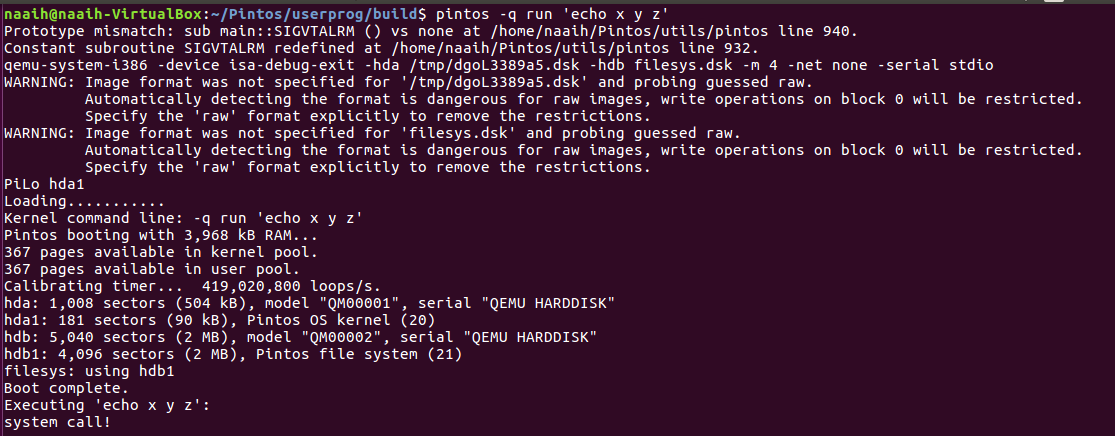 naaih@naaih-VirtualBox:~/Pintos/userprog/build$ pintos -q run 'echo x y z'
Prototype mismatch: sub main::SIGVTALRM () vs none at /home/naaih/Pintos/utils/pintos line 940.
Constant subroutine SIGVTALRM redefined at /home/naaih/Pintos/utils/pintos line 932.
qemu-system-i386 -device isa-debug-exit -hda /tmp/dgoL3389a5.dsk -hdb filesys.dsk -m 4 -net none -serial stdio
WARNING: Image format was not specified for '/tmp/dgoL3389a5.dsk' and probing guessed raw.
         Automatically detecting the format is dangerous for raw images, write operations on block 0 will be restricted.
         Specify the 'raw' format explicitly to remove the restrictions.
WARNING: Image format was not specified for 'filesys.dsk' and probing guessed raw.
         Automatically detecting the format is dangerous for raw images, write operations on block 0 will be restricted.
         Specify the 'raw' format explicitly to remove the restrictions.
PiLo hda1
Loading...........
Kernel command line: -q run 'echo x y z'
Pintos booting with 3,968 kB RAM...
367 pages available in kernel pool.
367 pages available in user pool.
Calibrating timer...  419,020,800 loops/s.
hda: 1,008 sectors (504 kB), model "QM00001", serial "QEMU HARDDISK"
hda1: 181 sectors (90 kB), Pintos OS kernel (20)
hdb: 5,040 sectors (2 MB), model "QM00002", serial "QEMU HARDDISK"
hdb1: 4,096 sectors (2 MB), Pintos file system (21)
filesys: using hdb1
Boot complete.
Executing 'echo x y z':
system call!